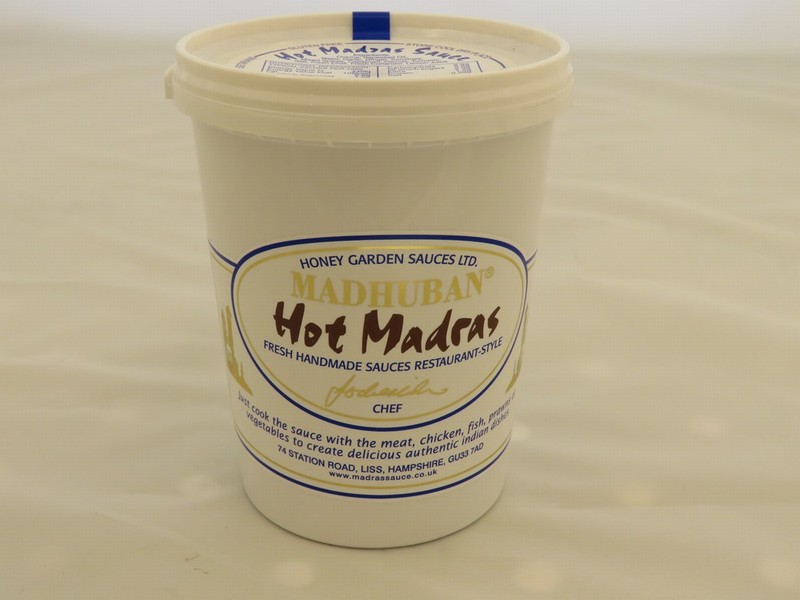 GLUTEN FREE
Hot Madras Sauce
HONEY GARDEN SAUCES LTD.
MADHUBAN®
Hot Madras
FRESH HANDMADE SAUCES RESTAURANT-STYLE
CHEF
Just cook the sauce with the meat, chicken, fish, prawns or
vegetables to create delicious authentic indian dishes
74 STATION ROAD, LISS, HAMPSHIRE, GU33 7AD
www.madrassauce.co.uk